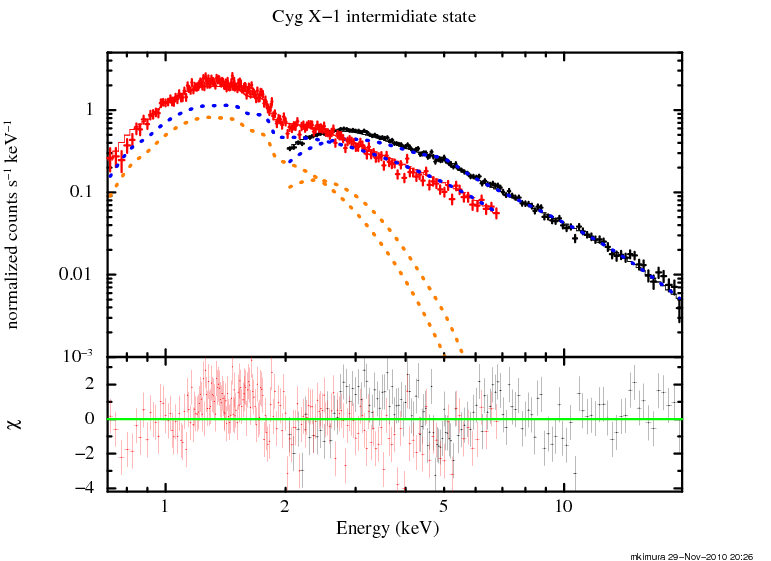 Cyg X−1 intermidiate state
normalized counts s⁻¹ keV⁻¹
1
0.1
0.01
10⁻³
χ
2
0
−2
−4
1 2 5 10
Energy (keV)
mkimura 29−Nov−2010 20:26